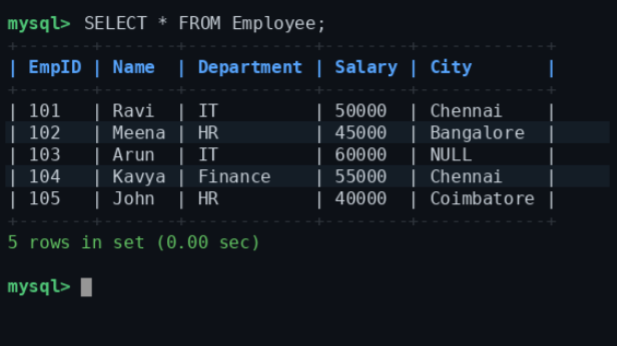 mysql> SELECT * FROM Employee;
+-------+-------+------------+--------+------------+
| EmpID | Name | Department | Salary | City |
+-------+-------+------------+--------+------------+
| 101 | Ravi | IT | 50000 | Chennai |
| 102 | Meena | HR | 45000 | Bangalore |
| 103 | Arun | IT | 60000 | NULL |
| 104 | Kavya | Finance | 55000 | Chennai |
| 105 | John | HR | 40000 | Coimbatore |
+-------+-------+------------+--------+------------+
5 rows in set (0.00 sec)
mysql>